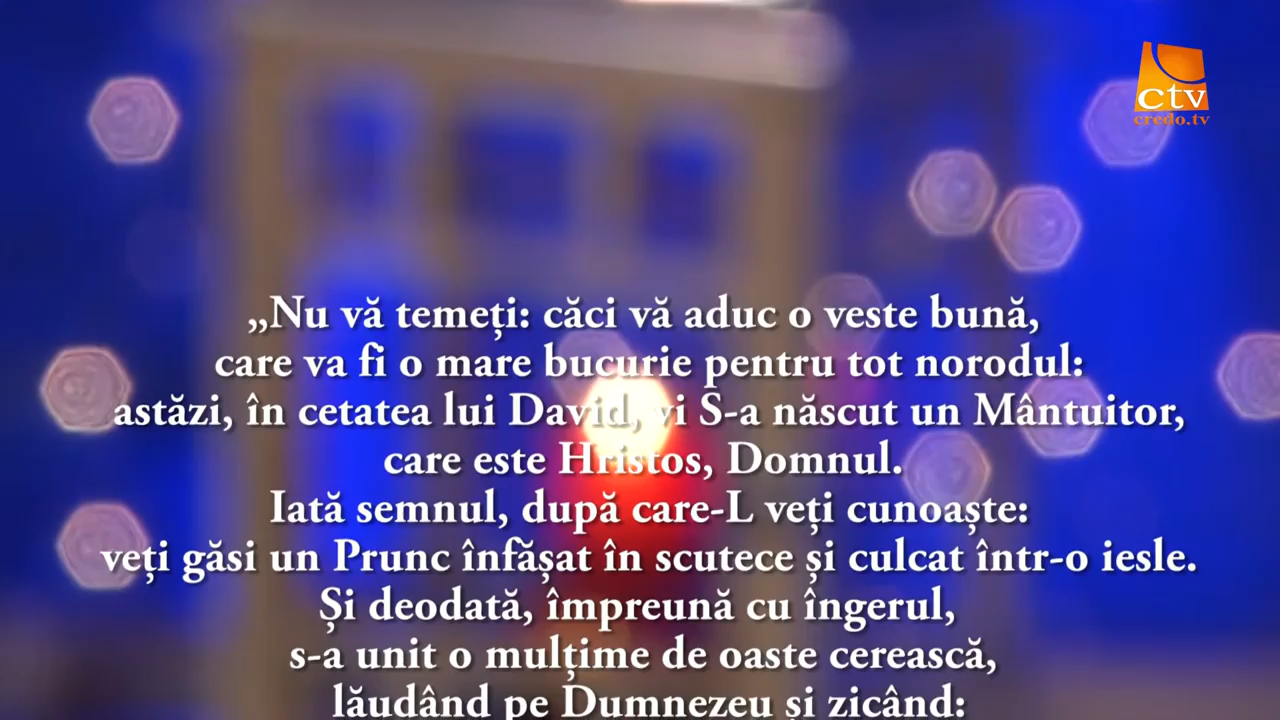 ctv
credo.tv
„Nu vă temeți: căci vă aduc o veste bună,
care va fi o mare bucurie pentru tot norodul:
astăzi, în cetatea lui David, vi S-a născut un Mântuitor,
care este Hristos, Domnul.
Iată semnul, după care-L veți cunoaște:
veți găsi un Prunc înfășat în scutece și culcat într-o iesle.
Și deodată, împreună cu îngerul,
s-a unit o mulțime de oaste cerească,
lăudând pe Dumnezeu și zicând: